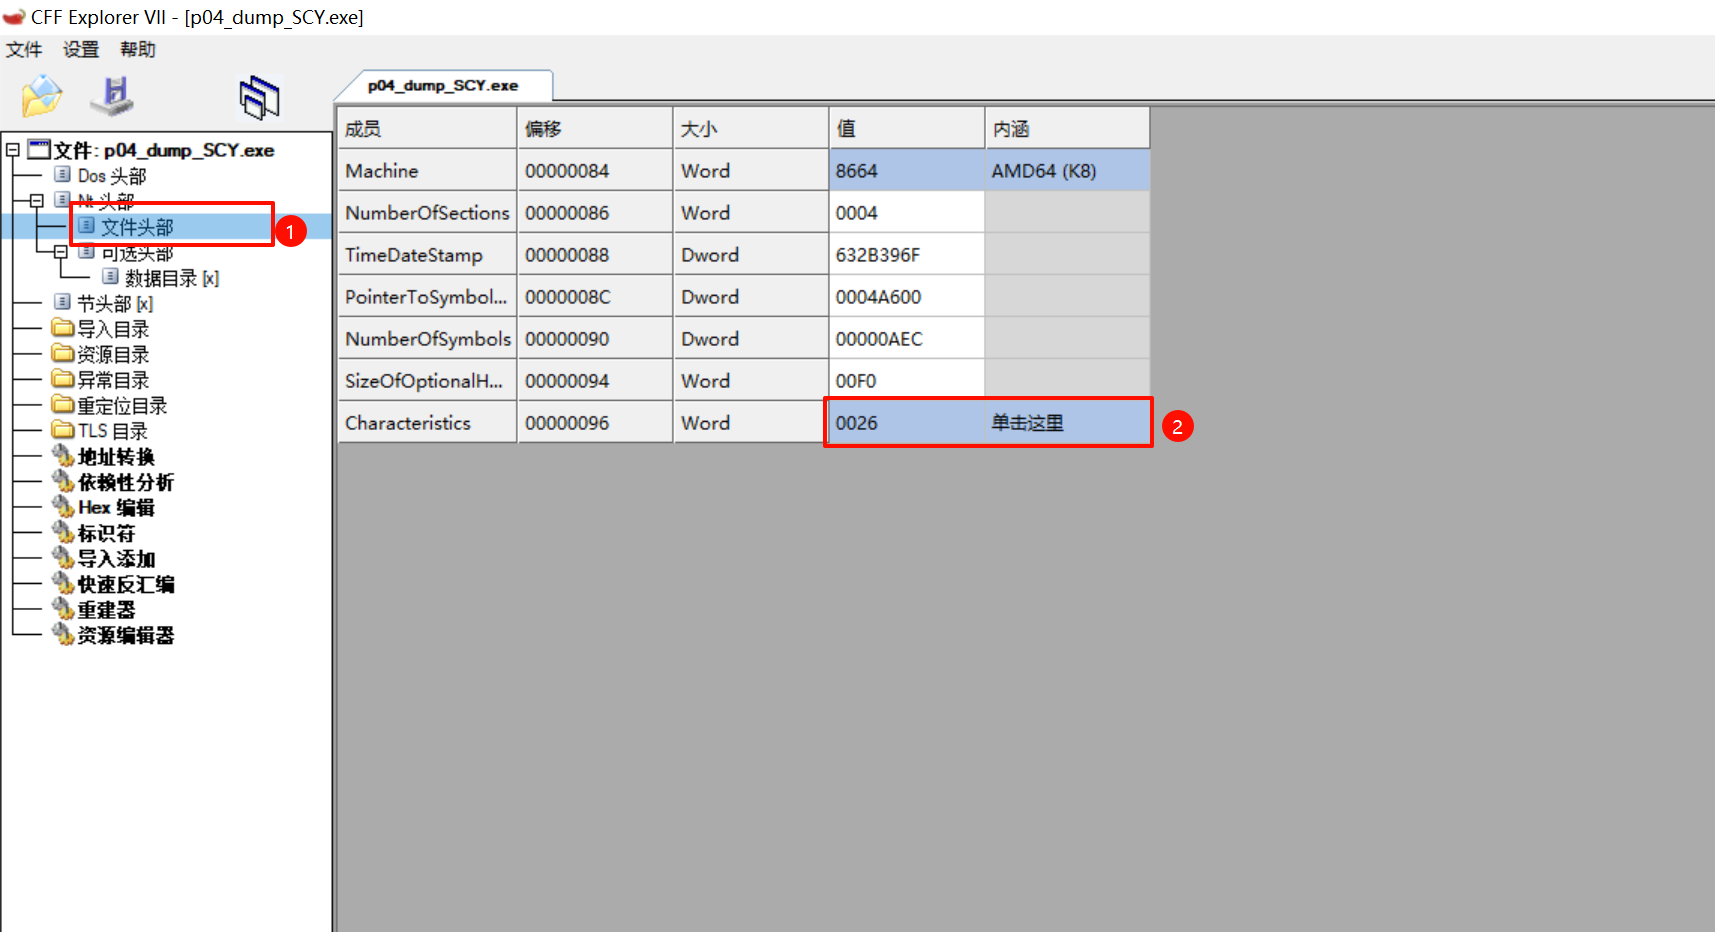 CFF Explorer VII - [p04_dump_SCY.exe]
文件 设置 帮助
p04_dump_SCY.exe
文件: p04_dump_SCY.exe
Dos 头部
Nt 头部
文件头部
1
可选头部
数据目录 [x]
节头部 [x]
导入目录
资源目录
异常目录
重定位目录
TLS 目录
地址转换
依赖性分析
Hex 编辑
标识符
导入添加
快速反汇编
重建器
资源编辑器
成员 偏移 大小 值 内涵
Machine 00000084 Word 8664 AMD64 (K8)
NumberOfSections 00000086 Word 0004
TimeDateStamp 00000088 Dword 632B396F
PointerToSymbol... 0000008C Dword 0004A600
NumberOfSymbols 00000090 Dword 00000AEC
SizeOfOptionalH... 00000094 Word 00F0
Characteristics 00000096 Word 0026 单击这里
2